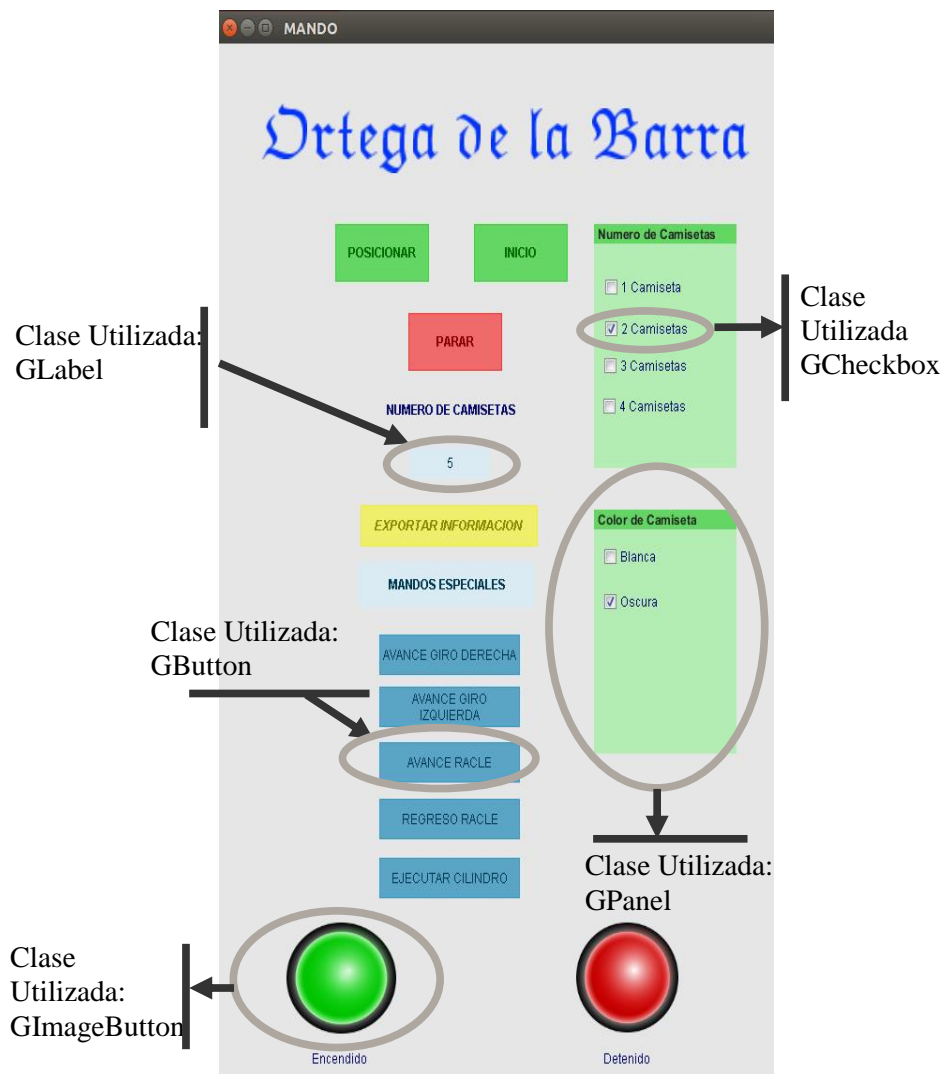 MANDO
Ortega de la Barra
POSICIONAR
INICIO
Numero de Camisetas
1 Camiseta
2 Camisetas
3 Camisetas
4 Camisetas
Clase
Utilizada
GCheckbox
Clase Utilizada:
GLabel
PARAR
NUMERO DE CAMISETAS
5
EXPORTAR INFORMACION
MANDOS ESPECIALES
Color de Camiseta
Blanca
Oscura
Clase Utilizada:
GButton
AVANCE GIRO DERECHA
AVANCE GIRO
IZQUIERDA
AVANCE RACLE
REGRESO RACLE
EJECUTAR CILINDRO
Clase Utilizada:
GPanel
Clase
Utilizada:
GImageButton
Encendido
Detenido